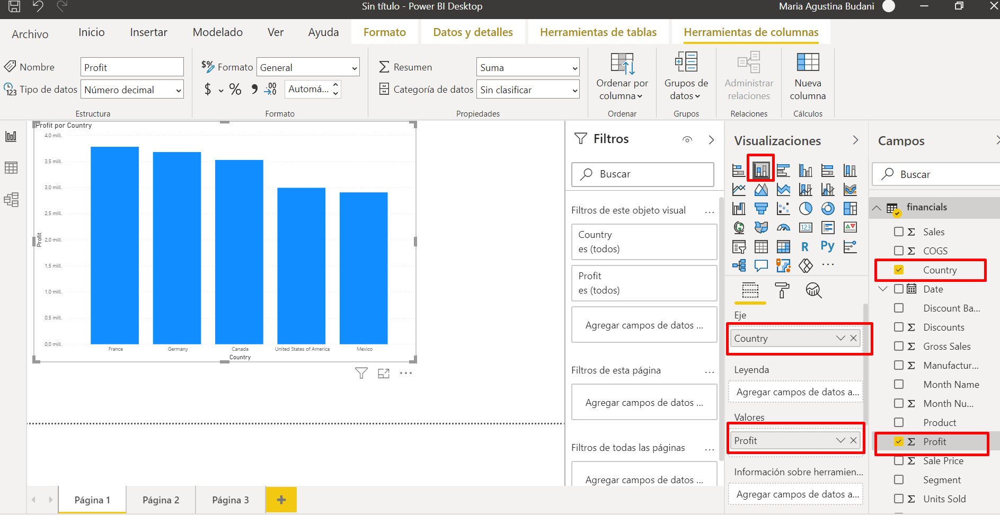 Sin título - Power BI Desktop
Maria Agustina Budani
Archivo
Inicio
Insertar
Modelado
Ver
Ayuda
Formato
Datos y detalles
Herramientas de tablas
Herramientas de columnas
Nombre
Profit
Tipo de datos
Número decimal
Estructura
$% Formato
General
$ % 9 .00
Automá...
Formato
Resumen
Suma
Categoría de datos
Sin clasificar
Propiedades
Ordenar por
columna
Ordenar
Grupos de
datos
Grupos
Administrar
relaciones
Relaciones
Nueva
columna
Cálculos
Profit por Country
4,0 mill.
3,5 mill.
3,0 mill.
2,5 mill.
2,0 mill.
1,5 mill.
1,0 mill.
0,5 mill.
0,0 mill.
Profit
France
Germany
Canada
United States of America
Mexico
Country
Filtros
Buscar
Filtros de este objeto visual
...
Country
es (todos)
Profit
es (todos)
Agregar campos de datos ...
Filtros de esta página
...
Agregar campos de datos ...
Filtros de todas las páginas
...
Agregar campos de datos ...
Visualizaciones
123
R
Py
...
Eje
Country
Leyenda
Agregar campos de datos a...
Valores
Profit
Información sobre herramien...
Agregar campos de datos a...
Campos
Buscar
financials
Sales
COGS
Country
Date
Discount Ba...
Discounts
Gross Sales
Manufactur...
Month Name
Month Nu...
Product
Profit
Sale Price
Segment
Units Sold
Página 1
Página 2
Página 3
+